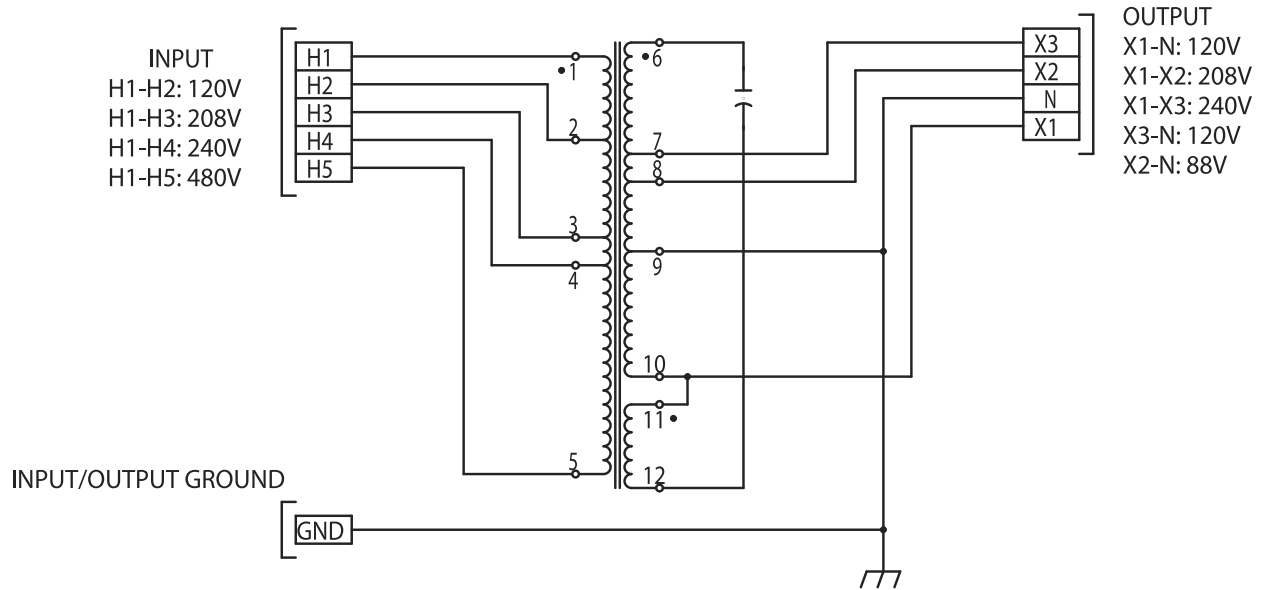 INPUT
H1-H2: 120V
H1-H3: 208V
H1-H4: 240V
H1-H5: 480V
H1
H2
H3
H4
H5
1
2
3
4
5
6
7
8
9
10
11
12
X3
X2
N
X1
OUTPUT
X1-N: 120V
X1-X2: 208V
X1-X3: 240V
X3-N: 120V
X2-N: 88V
INPUT/OUTPUT GROUND
GND